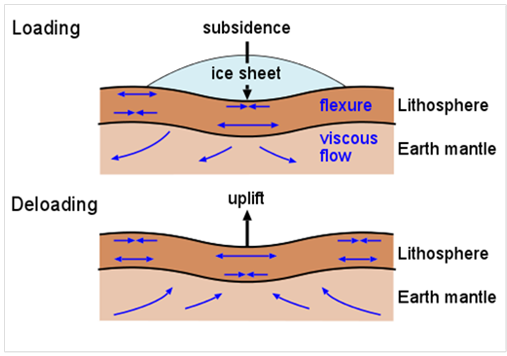 Loading
subsidence
ice sheet
flexure
Lithosphere
viscous
flow
Earth mantle
Deloading
uplift
Lithosphere
Earth mantle